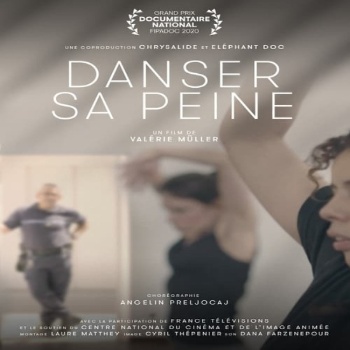 GRAND PRIX
DOCUMENTAIRE
NATIONAL
FIPADOC 2020
UNE COPRODUCTION CHRYSALIDE ET ELÉPHANT DOC
DANSER
SA PEINE
UN FILM DE
VALÉRIE MÜLLER
CHORÉGRAPHIE
ANGELIN PRELJOCAJ
AVEC LA PARTICIPATION DE FRANCE TÉLÉVISIONS
ET LE SOUTIEN DU CENTRE NATIONAL DU CINÉMA ET DE L'IMAGE ANIMÉE
MONTAGE LAURE MATTHEY IMAGE CYRIL THÉPENIER SON DANA FARZENEPOUR